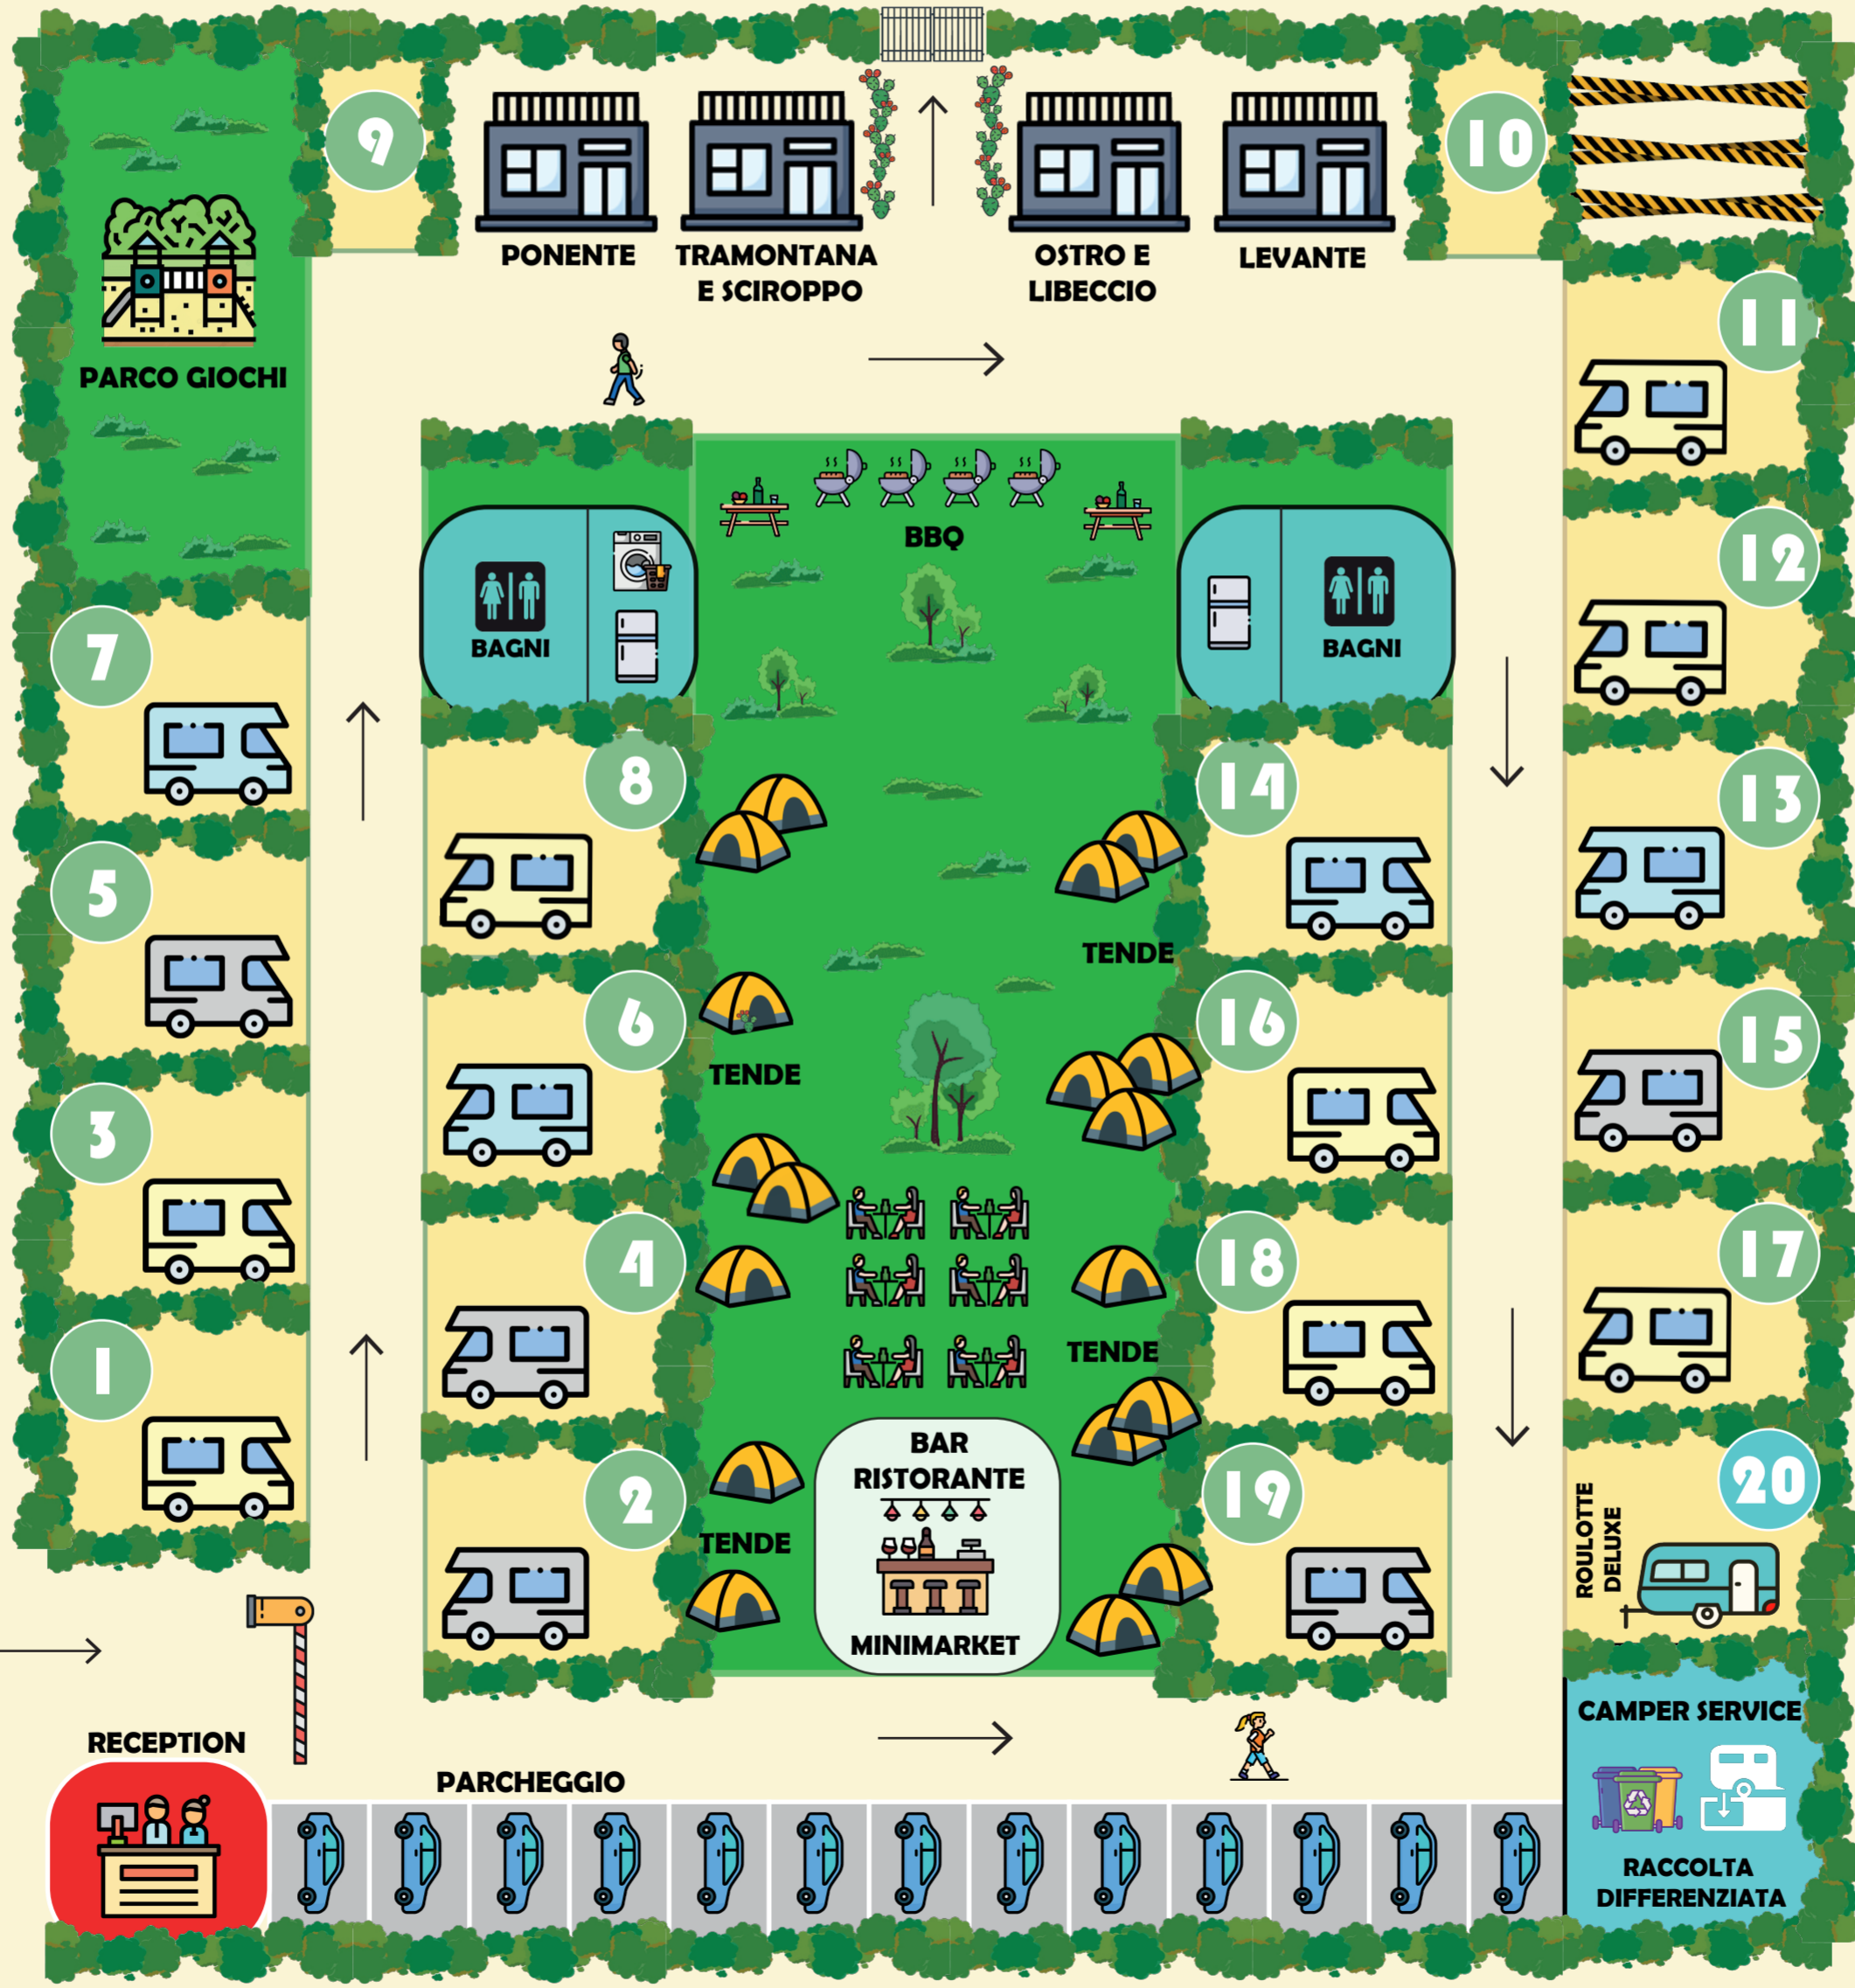 9
10
PONENTE
TRAMONTANA
E SCIROPPO
OSTRO E
LIBECCIO
LEVANTE
11
PARCO GIOCHI
BBQ
12
BAGNI
BAGNI
7
8
14
13
5
TENDE
6
16
15
TENDE
3
4
18
17
TENDE
1
BAR
RISTORANTE
2
19
20
ROULOTTE
DELUXE
TENDE
MINIMARKET
CAMPER SERVICE
RECEPTION
PARCHEGGIO
RACCOLTA
DIFFERENZIATA